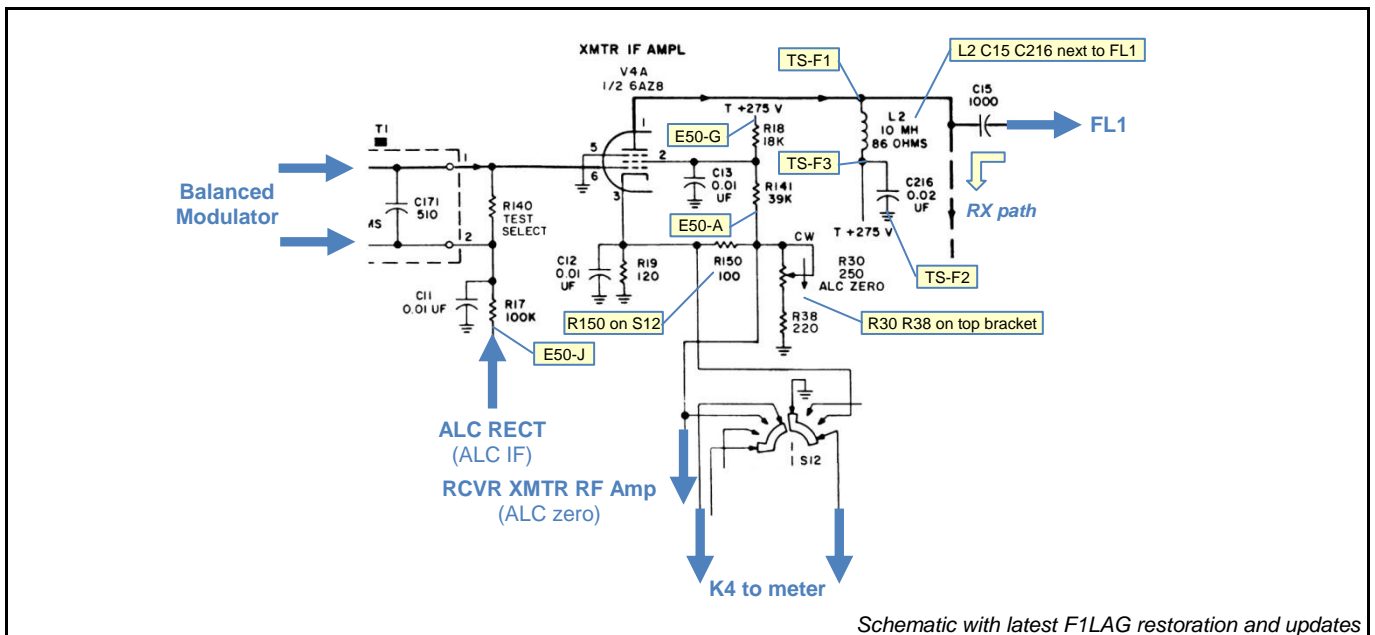 XMTR IF AMPL
V4A
1/2 6AZ8
TS-F1
L2 C15 C216 next to FL1
C15
1000
FL1
T +275 V
E50-G
R18
18K
L2
10 MH
86 OHMS
T1
1
5
2
6
3
Balanced
Modulator
C171
510
MS
2
R140
TEST
SELECT
C13
0.01
UF
R141
39K
TS-F3
C216
0.02
UF
RX path
E50-A
T +275 V
TS-F2
C12
0.01
UF
R19
120
R150
100
CW
R30
250
ALC ZERO
C11
0.01 UF
R17
100K
R150 on S12
R38
220
R30 R38 on top bracket
E50-J
ALC RECT
(ALC IF)
S12
RCVR XMTR RF Amp
(ALC zero)
K4 to meter
Schematic with latest F1LAG restoration and updates